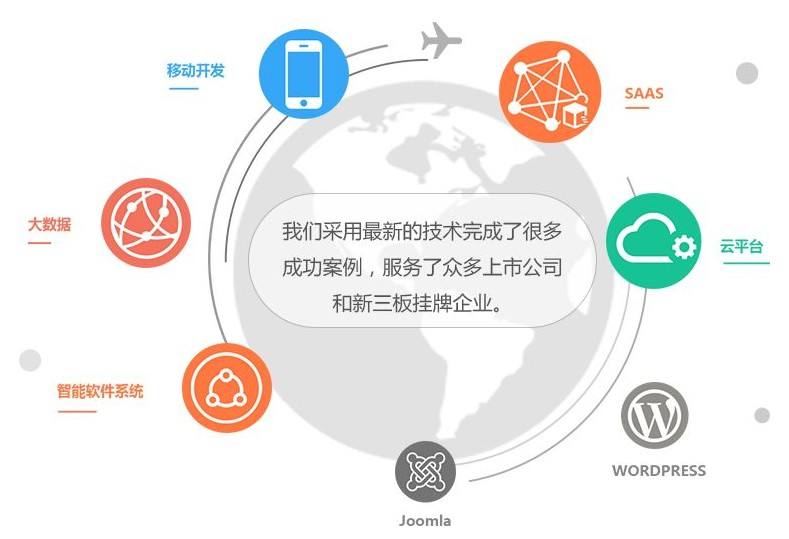 移动开发
SAAS
大数据
我们采用最新的技术完成了很多
成功案例，服务了众多上市公司
和新三板挂牌企业。
云平台
智能软件系统
WORDPRESS
Joomla